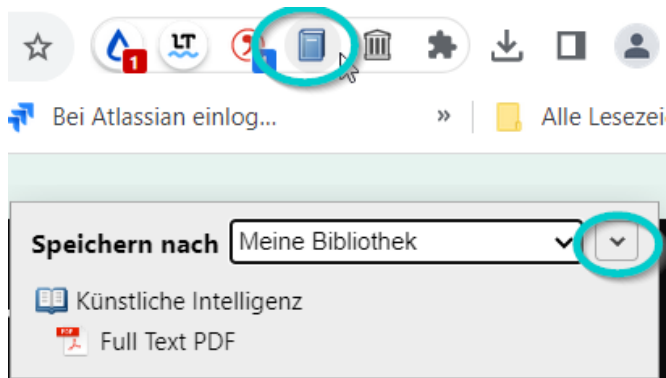 1
LT
Bei Atlassian einlog...
»
Alle Lesezei
Speichern nach
Meine Bibliothek
Künstliche Intelligenz
PDF
Full Text PDF